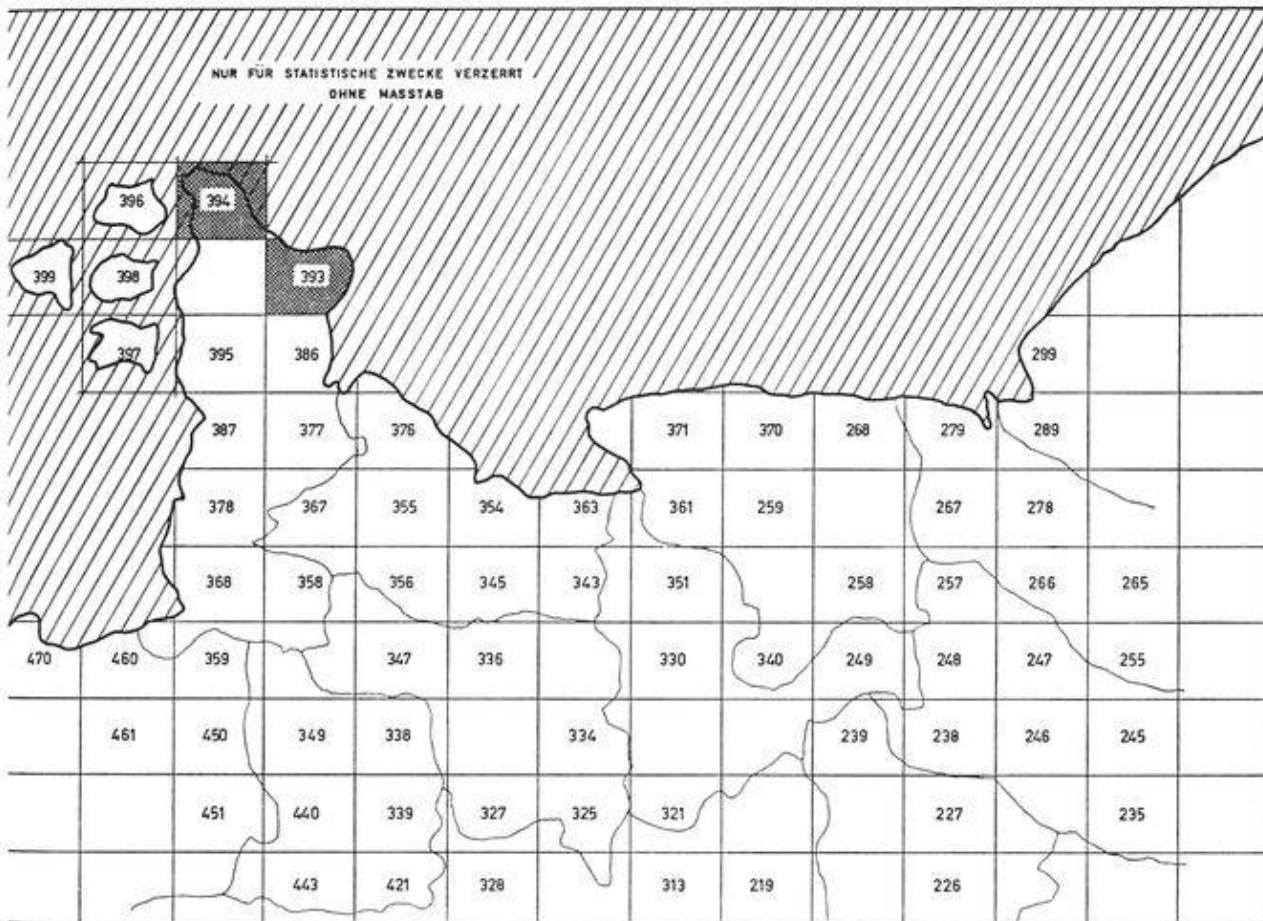 NUR FÜR STATISTISCHE ZWECKE VERZERRT
OHNE MASSTAB
396 394
399 398 393
397 395 386 299
387 377 376 371 370 268 279 289
378 367 355 354 363 361 259 267 278
368 358 356 345 343 351 258 257 266 265
470 460 359 347 336 330 340 249 248 247 255
461 450 349 338 334 239 238 246 245
451 440 339 327 325 321 227 235
443 421 328 313 219 226